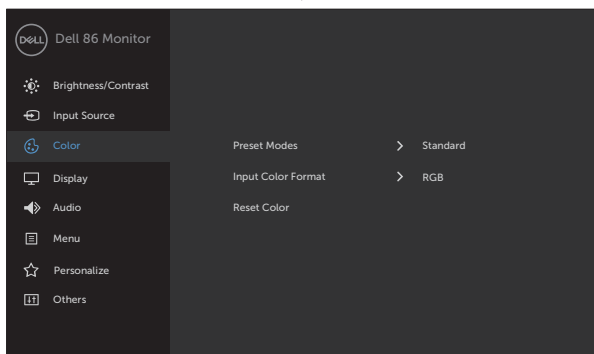 DELL Dell 86 Monitor
Brightness/Contrast
Input Source
Color
Preset Modes > Standard
Display
Input Color Format > RGB
Audio
Reset Color
Menu
Personalize
Others